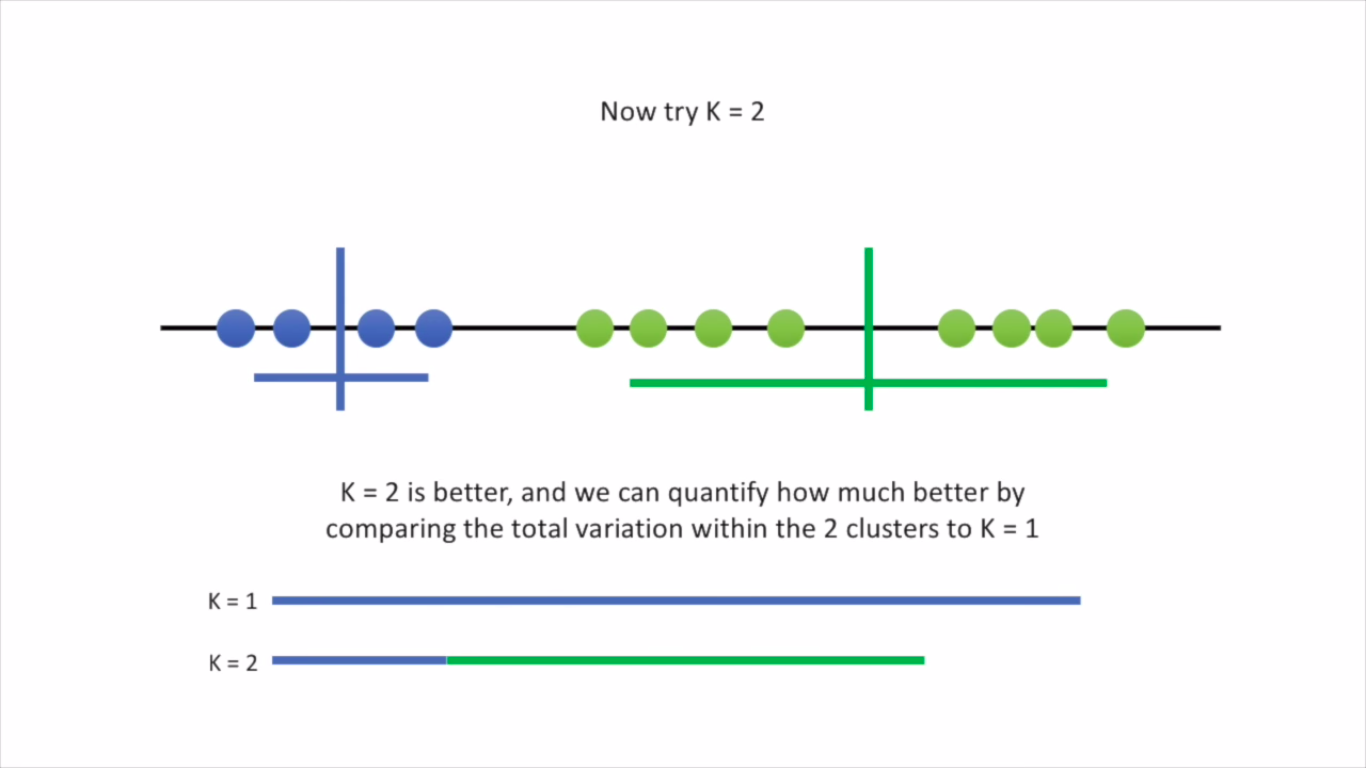 Now try K = 2
K = 2 is better, and we can quantify how much better by
comparing the total variation within the 2 clusters to K = 1
K = 1
K = 2